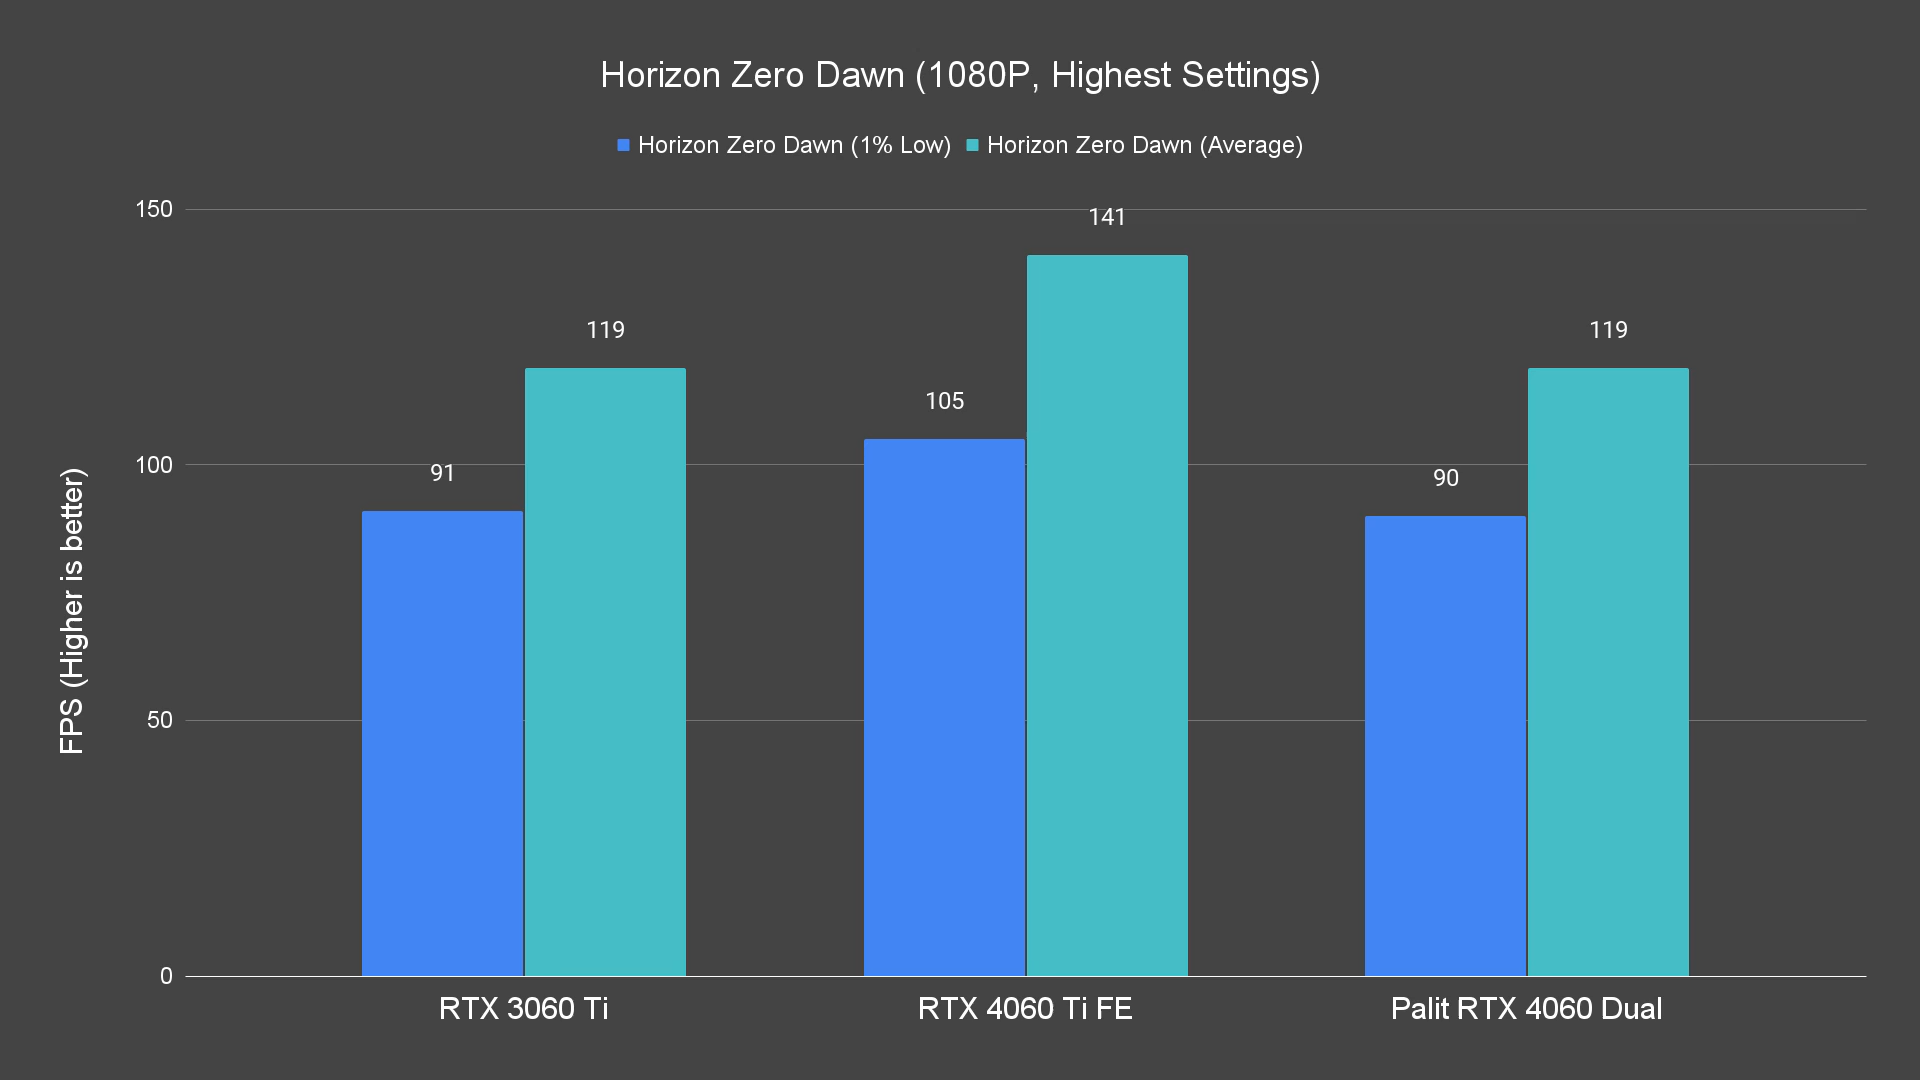 Horizon Zero Dawn (1080P, Highest Settings)
Horizon Zero Dawn (1% Low) Horizon Zero Dawn (Average)
FPS (Higher is better)
150
100
50
0
91
119
105
141
90
119
RTX 3060 Ti
RTX 4060 Ti FE
Palit RTX 4060 Dual